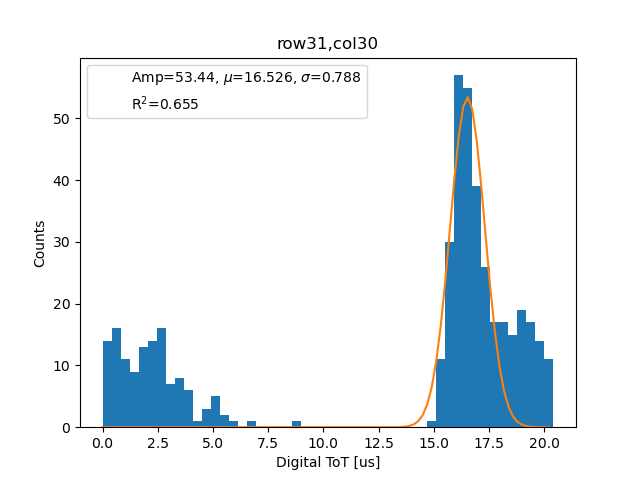 row31,col30
Amp=53.44, μ=16.526, σ=0.788
R²=0.655
50
40
30
20
10
0
Counts
0.0 2.5 5.0 7.5 10.0 12.5 15.0 17.5 20.0
Digital ToT [us]